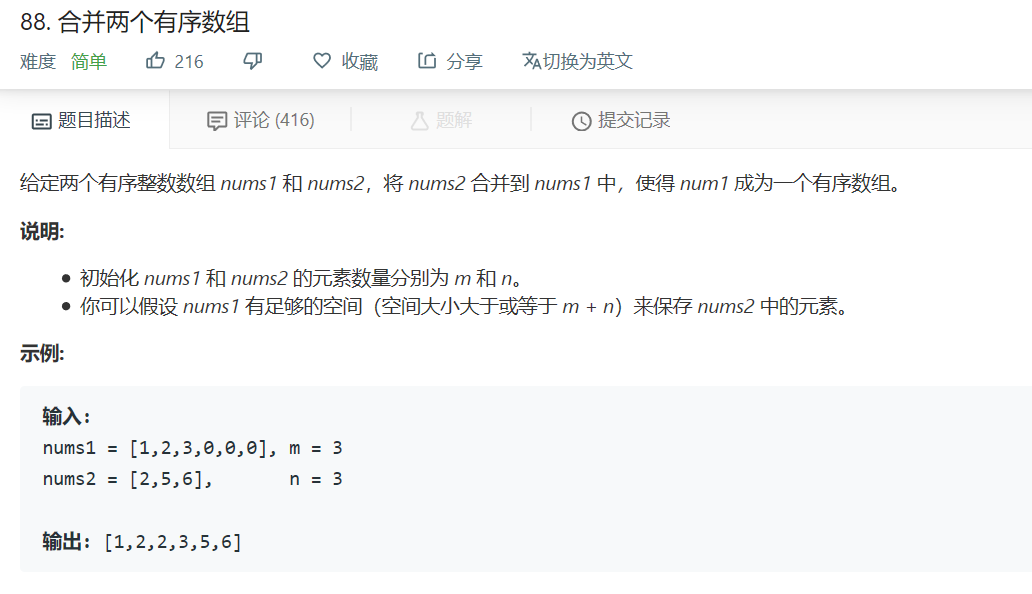 88. 合并两个有序数组
难度 简单 216 收藏 分享 切换为英文
题目描述 评论 (416) 题解 提交记录
给定两个有序整数数组 nums1 和 nums2，将 nums2 合并到 nums1 中，使得 num1 成为一个有序数组。
说明:
● 初始化 nums1 和 nums2 的元素数量分别为 m 和 n。
● 你可以假设 nums1 有足够的空间（空间大小大于或等于 m + n）来保存 nums2 中的元素。
示例:
输入:
nums1 = [1,2,3,0,0,0], m = 3
nums2 = [2,5,6],       n = 3
输出: [1,2,2,3,5,6]